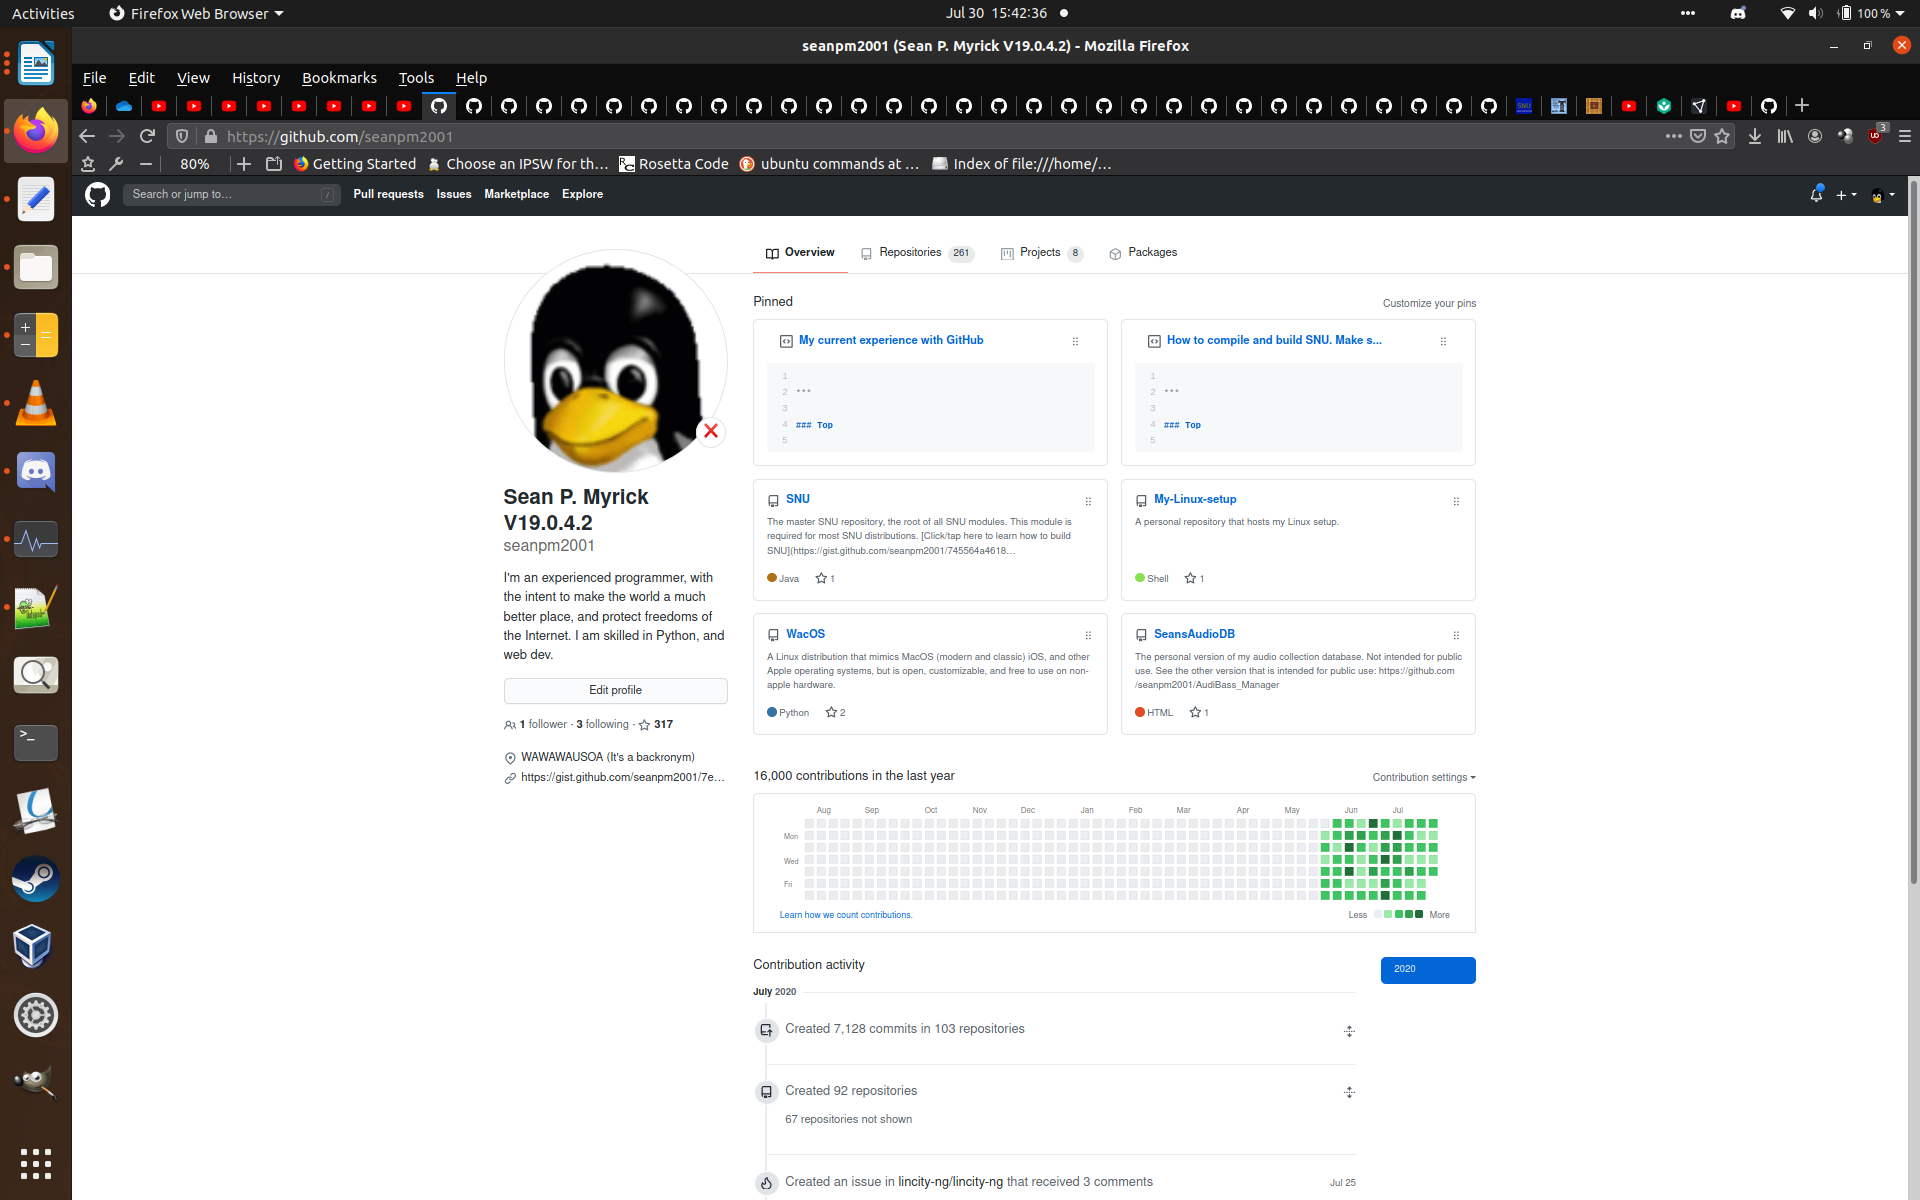 Activities
Firefox Web Browser
Jul 30 15:42:36
100 %
seanpm2001 (Sean P. Myrick V19.0.4.2) - Mozilla Firefox
File Edit View History Bookmarks Tools Help
https://github.com/seanpm2001
3
80%
Getting Started
Choose an IPSW for th…
Rosetta Code
ubuntu commands at …
Index of file:///home/…
Search or jump to…
/
Pull requests Issues Marketplace Explore
Overview
Repositories 261
Projects 8
Packages
Sean P. Myrick
V19.0.4.2
seanpm2001
I'm an experienced programmer, with
the intent to make the world a much
better place, and protect freedoms of
the Internet. I am skilled in Python, and
web dev.
Edit profile
1 follower · 3 following · 317
WAWAWAUSOA (It's a backronym)
https://gist.github.com/seanpm2001/7e…
Pinned
Customize your pins
My current experience with GitHub
1
2 ***
3
4 ### Top
5
How to compile and build SNU. Make s...
1
2 ***
3
4 ### Top
5
SNU
The master SNU repository, the root of all SNU modules. This module is
required for most SNU distributions. [Click/tap here to learn how to build
SNU](https://gist.github.com/seanpm2001/745564a4618…
Java 1
My-Linux-setup
A personal repository that hosts my Linux setup.
Shell 1
WacOS
A Linux distribution that mimics MacOS (modern and classic) iOS, and other
Apple operating systems, but is open, customizable, and free to use on non-
apple hardware.
Python 2
SeansAudioDB
The personal version of my audio collection database. Not intended for public
use. See the other version that is intended for public use: https://github.com
/seanpm2001/AudiBass_Manager
HTML 1
16,000 contributions in the last year
Contribution settings
Aug Sep Oct Nov Dec Jan Feb Mar Apr May Jun Jul
Mon
Wed
Fri
Learn how we count contributions.
Less More
Contribution activity
2020
July 2020
Created 7,128 commits in 103 repositories
Created 92 repositories
67 repositories not shown
Created an issue in lincity-ng/lincity-ng that received 3 comments
Jul 25